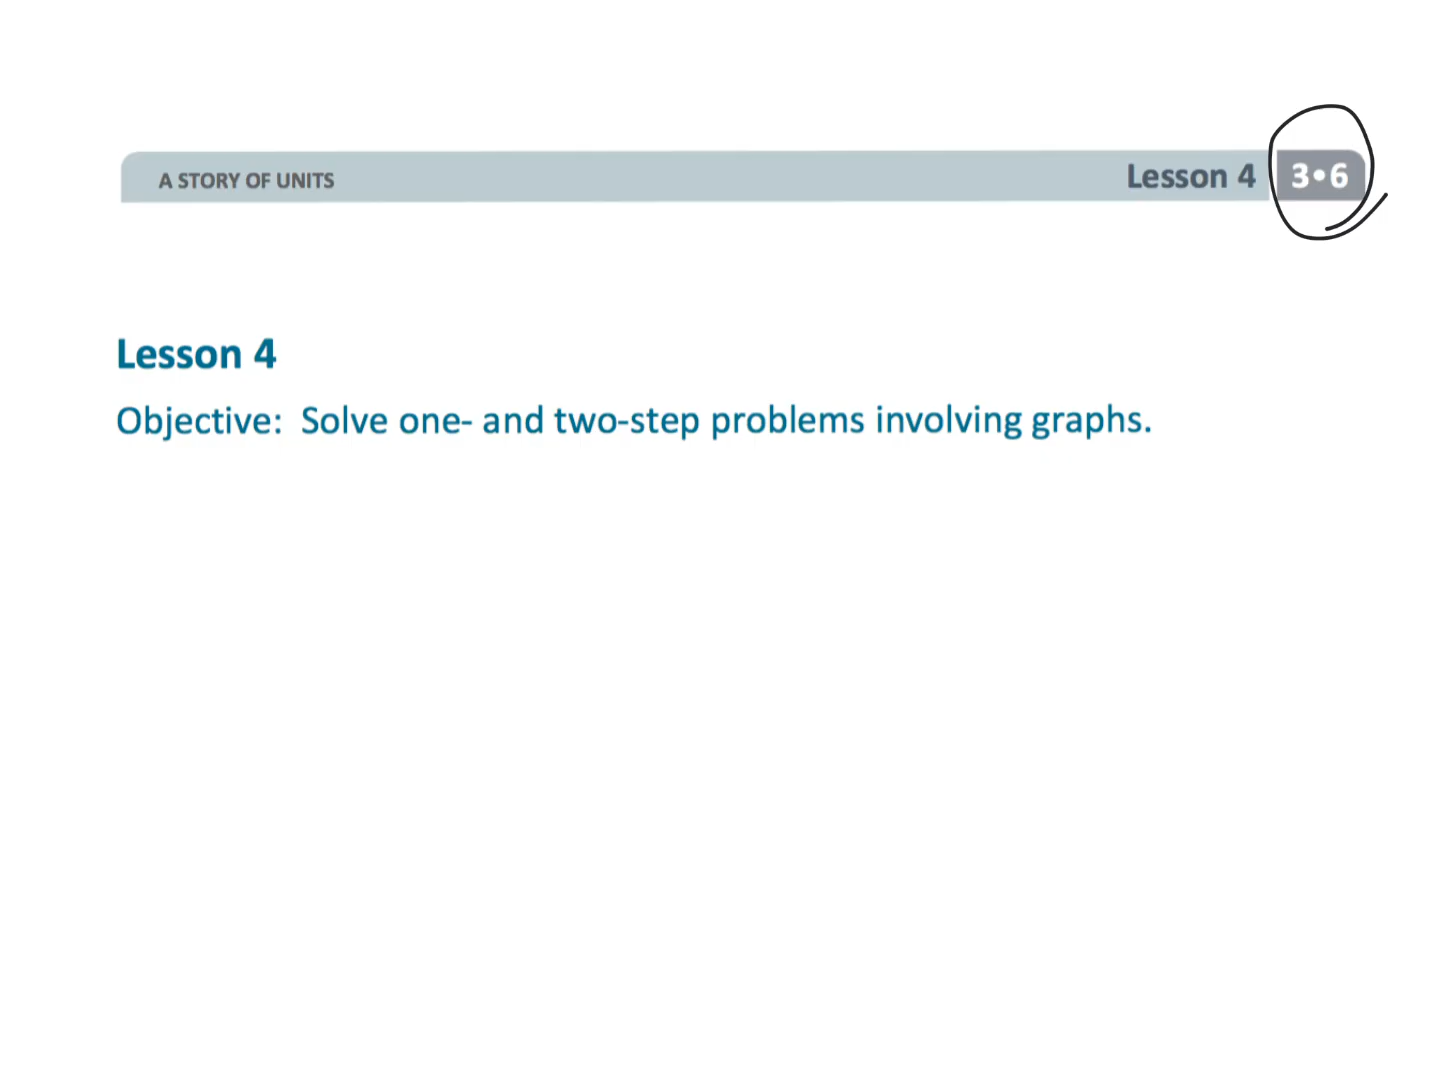 A STORY OF UNITS
Lesson 4
3•6
Lesson 4
Objective: Solve one- and two-step problems involving graphs.